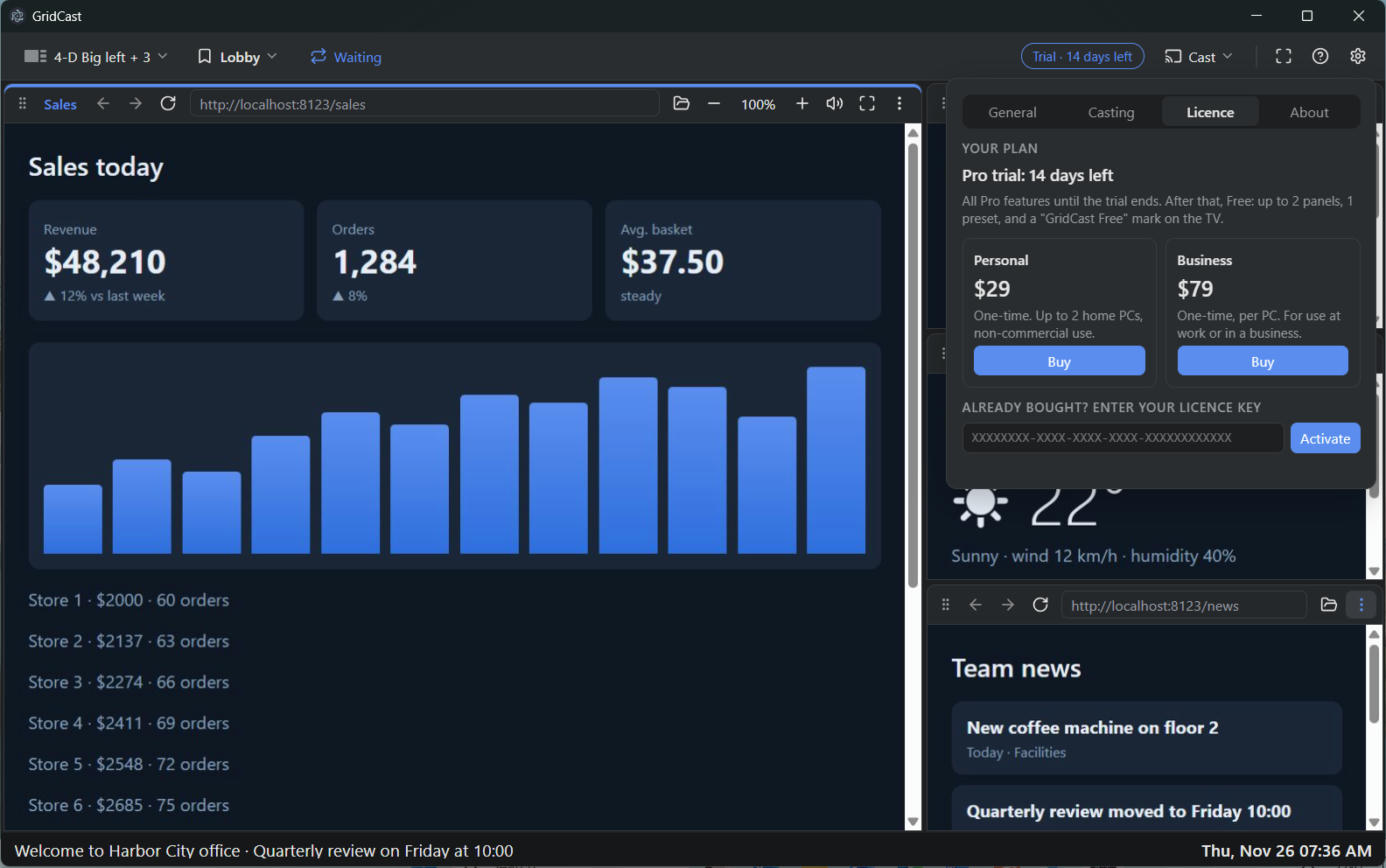 GridCast
4-D Big left + 3
Lobby
Waiting
Trial · 14 days left
Cast
Sales
http://localhost:8123/sales
100%
Sales today
Revenue
$48,210
▲ 12% vs last week
Orders
1,284
▲ 8%
Avg. basket
$37.50
steady
Store 1 · $2000 · 60 orders
Store 2 · $2137 · 63 orders
Store 3 · $2274 · 66 orders
Store 4 · $2411 · 69 orders
Store 5 · $2548 · 72 orders
Store 6 · $2685 · 75 orders
General
Casting
Licence
About
YOUR PLAN
Pro trial: 14 days left
All Pro features until the trial ends. After that, Free: up to 2 panels, 1
preset, and a "GridCast Free" mark on the TV.
Personal
$29
One-time. Up to 2 home PCs,
non-commercial use.
Buy
Business
$79
One-time, per PC. For use at
work or in a business.
Buy
ALREADY BOUGHT? ENTER YOUR LICENCE KEY
XXXXXXXX-XXXX-XXXX-XXXX-XXXXXXXXXXXX
Activate
22°
Sunny · wind 12 km/h · humidity 40%
http://localhost:8123/news
Team news
New coffee machine on floor 2
Today · Facilities
Quarterly review moved to Friday 10:00
Welcome to Harbor City office · Quarterly review on Friday at 10:00
Thu, Nov 26 07:36 AM